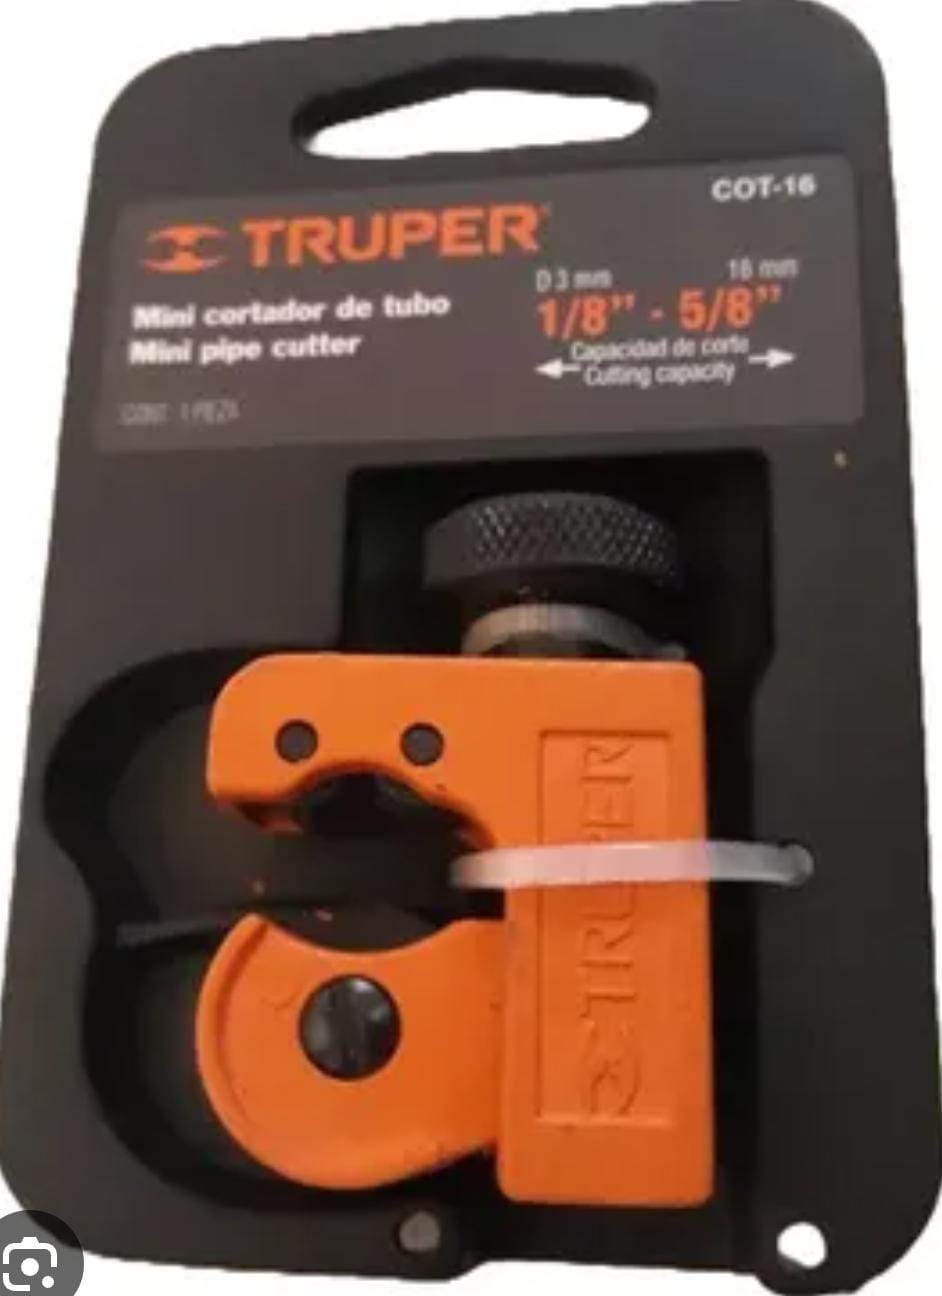 COT-16
TRUPER
Mini cortador de tubo
Mini pipe cutter
CONT. 1 PIEZA
D 3 mm 16 mm
1/8” - 5/8”
Capacidad de corte
Cutting capacity
TRUPER